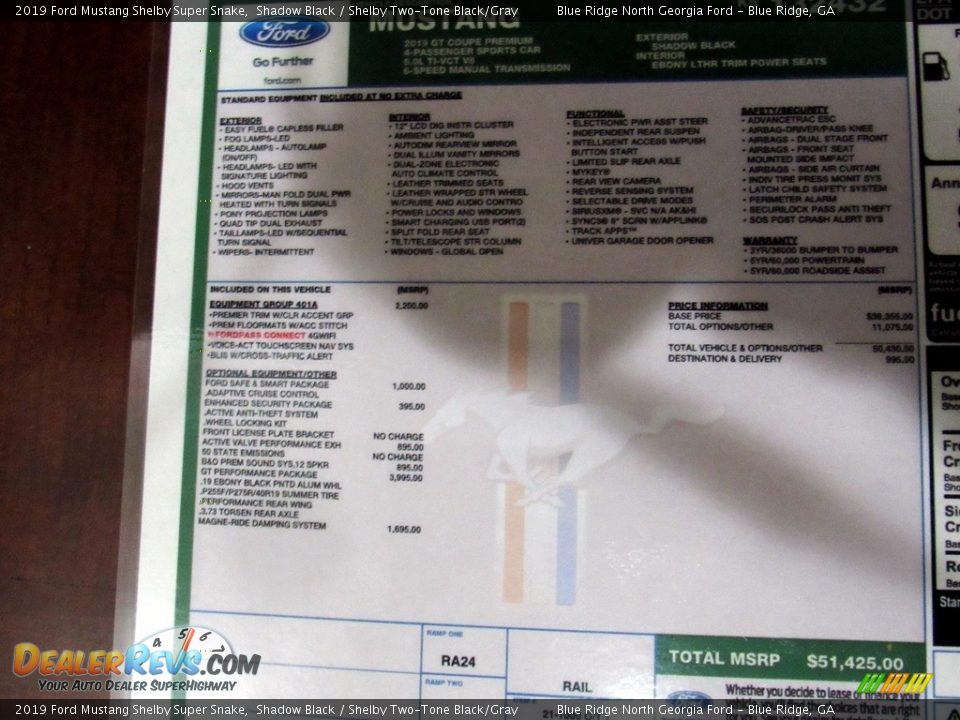 2019 Ford Mustang Shelby Super Snake, Shadow Black / Shelby Two-Tone Black/Gray Blue Ridge North Georgia Ford - Blue Ridge, GA
Ford
Go Further
ford.com
MUSTANG
2019 GT COUPE PREMIUM
4-PASSENGER SPORTS CAR
5.0L TI-VCT V8
6-SPEED MANUAL TRANSMISSION
EXTERIOR
SHADOW BLACK
INTERIOR
EBONY LTHR TRIM POWER SEATS
DOT
STANDARD EQUIPMENT INCLUDED AT NO EXTRA CHARGE
EXTERIOR
• EASY FUEL® CAPLESS FILLER
• FOG LAMPS-LED
• HEADLAMPS - AUTOLAMP
(ON/OFF)
• HEADLAMPS- LED WITH
SIGNATURE LIGHTING
• HOOD VENTS
• MIRRORS-MAN FOLD DUAL PWR
HEATED WITH TURN SIGNALS
• PONY PROJECTION LAMPS
• QUAD TIP DUAL EXHAUST
• TAILLAMPS-LED W/SEQUENTIAL
TURN SIGNAL
• WIPERS- INTERMITTENT
INTERIOR
• 12" LCD DIG INSTR CLUSTER
• AMBIENT LIGHTING
• AUTODIM REARVIEW MIRROR
• DUAL ILLUM VANITY MIRRORS
• DUAL-ZONE ELECTRONIC
AUTO CLIMATE CONTROL
• LEATHER TRIMMED SEATS
• LEATHER WRAPPED STR WHEEL
W/CRUISE AND AUDIO CONTRO
• POWER LOCKS AND WINDOWS
• SMART CHARGING USB PORT(2)
• SPLIT FOLD REAR SEAT
• TILT/TELESCOPE STR COLUMN
• WINDOWS - GLOBAL OPEN
FUNCTIONAL
• ELECTRONIC PWR ASST STEER
• INDEPENDENT REAR SUSPEN
• INTELLIGENT ACCESS W/PUSH
BUTTON START
• LIMITED SLIP REAR AXLE
• MYKEY®
• REAR VIEW CAMERA
• REVERSE SENSING SYSTEM
• SELECTABLE DRIVE MODES
• SIRIUSXM® - SVC N/A AK&HI
• SYNC®3 8" SCRN W/APPLINK®
• TRACK APPS™
• UNIVER GARAGE DOOR OPENER
SAFETY/SECURITY
• ADVANCETRAC ESC
• AIRBAG-DRIVER/PASS KNEE
• AIRBAGS - DUAL STAGE FRONT
• AIRBAGS - FRONT SEAT
MOUNTED SIDE IMPACT
• AIRBAGS - SIDE AIR CURTAIN
• INDIV TIRE PRESS MONIT SYS
• LATCH CHILD SAFETY SYSTEM
• PERIMETER ALARM
• SECURILOCK PASS ANTI THEFT
• SOS POST CRASH ALERT SYS
WARRANTY
• 3YR/36000 BUMPER TO BUMPER
• 5YR/60,000 POWERTRAIN
• 5YR/60,000 ROADSIDE ASSIST
INCLUDED ON THIS VEHICLE (MSRP)
EQUIPMENT GROUP 401A 2,200.00
•PREMIER TRIM W/CLR ACCENT GRP
•PREM FLOORMATS W/ACC STITCH
•FORDPASS CONNECT 4GWIFI
•VOICE-ACT TOUCHSCREEN NAV SYS
•BLIS W/CROSS-TRAFFIC ALERT
OPTIONAL EQUIPMENT/OTHER
FORD SAFE & SMART PACKAGE 1,000.00
.ADAPTIVE CRUISE CONTROL
ENHANCED SECURITY PACKAGE 395.00
.ACTIVE ANTI-THEFT SYSTEM
.WHEEL LOCKING KIT
FRONT LICENSE PLATE BRACKET NO CHARGE
ACTIVE VALVE PERFORMANCE EXH 895.00
50 STATE EMISSIONS NO CHARGE
B&O PREM SOUND SYS,12 SPKR 895.00
GT PERFORMANCE PACKAGE 3,995.00
.19 EBONY BLACK PNTD ALUM WHL
.P255F/P275R/40R19 SUMMER TIRE
.PERFORMANCE REAR WING
.3.73 TORSEN REAR AXLE
MAGNE-RIDE DAMPING SYSTEM 1,695.00
(MSRP)
PRICE INFORMATION
BASE PRICE $39,355.00
TOTAL OPTIONS/OTHER 11,075.00
TOTAL VEHICLE & OPTIONS/OTHER 50,430.00
DESTINATION & DELIVERY 995.00
RAMP ONE
RA24
RAMP TWO
RAIL
TOTAL MSRP $51,425.00
Whether you decide to lease or finance your
DEALERREVS.COM
YOUR AUTO DEALER SUPERHIGHWAY
2019 Ford Mustang Shelby Super Snake, Shadow Black / Shelby Two-Tone Black/Gray Blue Ridge North Georgia Ford - Blue Ridge, GA